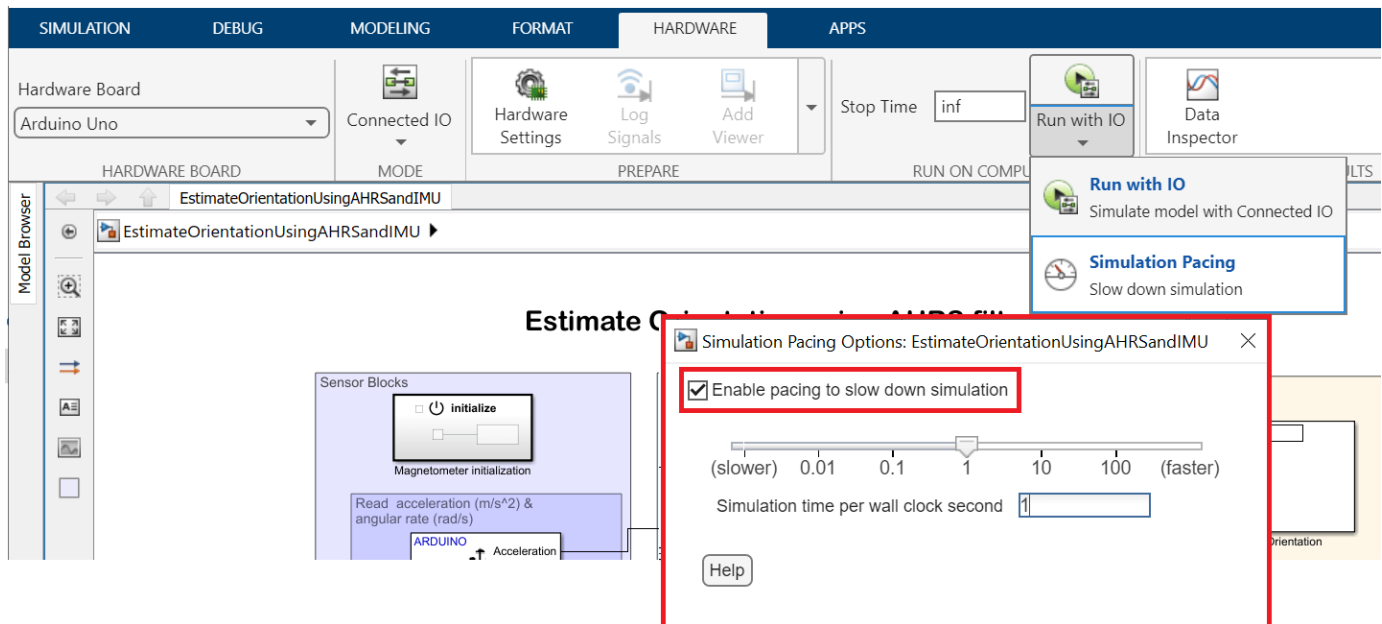 SIMULATION DEBUG MODELING FORMAT HARDWARE APPS
Hardware Board
Arduino Uno
HARDWARE BOARD
Connected IO
MODE
Hardware
Settings
Log
Signals
Add
Viewer
PREPARE
Stop Time inf
Run with IO
RUN ON COMPU
Data
Inspector
ULTS
Run with IO
Simulate model with Connected IO
Simulation Pacing
Slow down simulation
Model Browser
EstimateOrientationUsingAHRSandIMU
EstimateOrientationUsingAHRSandIMU
Estimate
Sensor Blocks
initialize
Magnetometer initialization
Read acceleration (m/s^2) &
angular rate (rad/s)
ARDUINO
Acceleration
Simulation Pacing Options: EstimateOrientationUsingAHRSandIMU
Enable pacing to slow down simulation
(slower) 0.01 0.1 1 10 100 (faster)
Simulation time per wall clock second 1
Help
Orientation